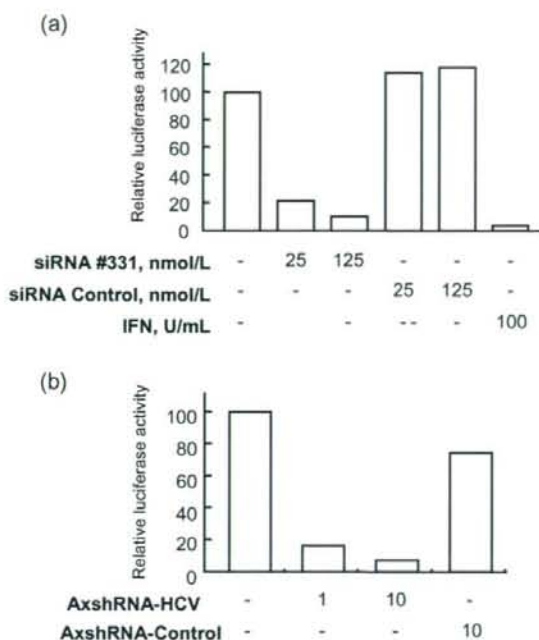 (a)
Relative luciferase activity
120
100
80
60
40
20
0
siRNA #331, nmol/L - 25 125 - - -
siRNA Control, nmol/L - - - 25 125 -
IFN, U/mL - - -- - 100
(b)
Relative luciferase activity
100
80
60
40
20
0
AxshRNA-HCV - 1 10 -
AxshRNA-Control - - - 10